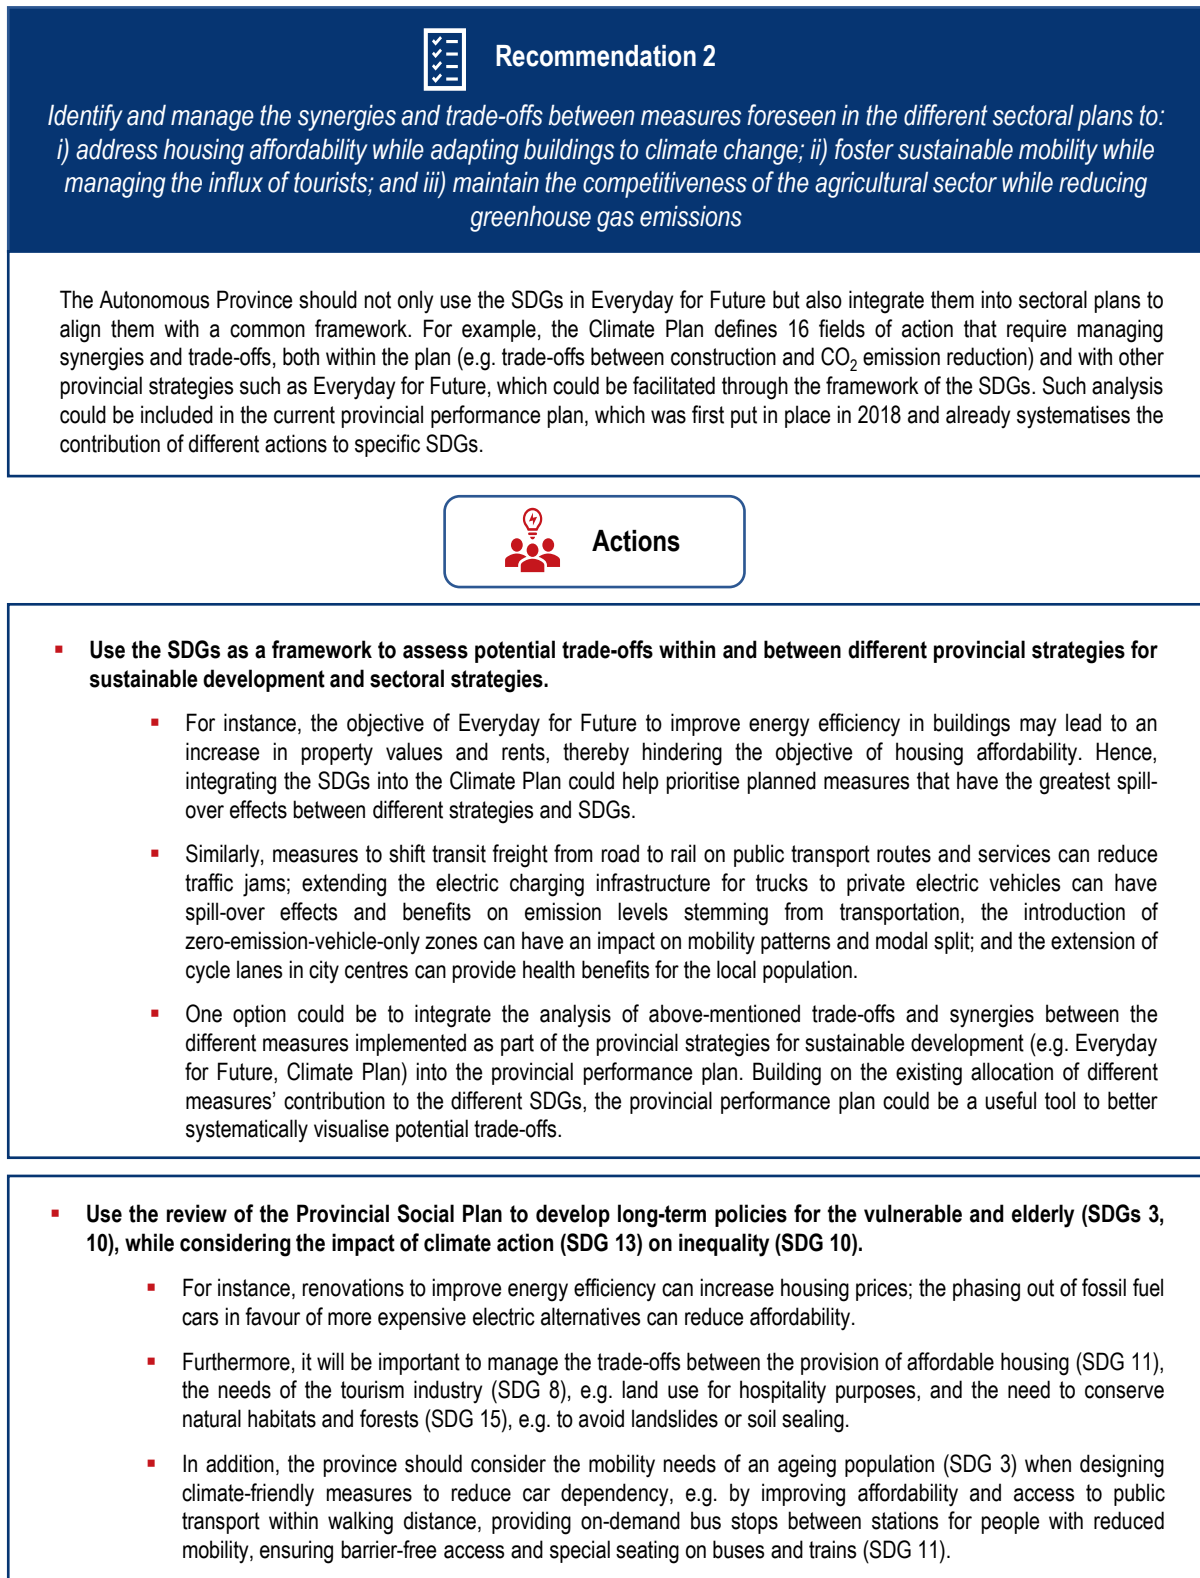 Recommendation 2
Identify and manage the synergies and trade-offs between measures foreseen in the different sectoral plans to:
i) address housing affordability while adapting buildings to climate change; ii) foster sustainable mobility while
managing the influx of tourists; and iii) maintain the competitiveness of the agricultural sector while reducing
greenhouse gas emissions
The Autonomous Province should not only use the SDGs in Everyday for Future but also integrate them into sectoral plans to
align them with a common framework. For example, the Climate Plan defines 16 fields of action that require managing
synergies and trade-offs, both within the plan (e.g. trade-offs between construction and CO₂ emission reduction) and with other
provincial strategies such as Everyday for Future, which could be facilitated through the framework of the SDGs. Such analysis
could be included in the current provincial performance plan, which was first put in place in 2018 and already systematises the
contribution of different actions to specific SDGs.
Actions
▪ Use the SDGs as a framework to assess potential trade-offs within and between different provincial strategies for
sustainable development and sectoral strategies.
▪ For instance, the objective of Everyday for Future to improve energy efficiency in buildings may lead to an
increase in property values and rents, thereby hindering the objective of housing affordability. Hence,
integrating the SDGs into the Climate Plan could help prioritise planned measures that have the greatest spill-
over effects between different strategies and SDGs.
▪ Similarly, measures to shift transit freight from road to rail on public transport routes and services can reduce
traffic jams; extending the electric charging infrastructure for trucks to private electric vehicles can have
spill-over effects and benefits on emission levels stemming from transportation, the introduction of
zero-emission-vehicle-only zones can have an impact on mobility patterns and modal split; and the extension of
cycle lanes in city centres can provide health benefits for the local population.
▪ One option could be to integrate the analysis of above-mentioned trade-offs and synergies between the
different measures implemented as part of the provincial strategies for sustainable development (e.g. Everyday
for Future, Climate Plan) into the provincial performance plan. Building on the existing allocation of different
measures’ contribution to the different SDGs, the provincial performance plan could be a useful tool to better
systematically visualise potential trade-offs.
▪ Use the review of the Provincial Social Plan to develop long-term policies for the vulnerable and elderly (SDGs 3,
10), while considering the impact of climate action (SDG 13) on inequality (SDG 10).
▪ For instance, renovations to improve energy efficiency can increase housing prices; the phasing out of fossil fuel
cars in favour of more expensive electric alternatives can reduce affordability.
▪ Furthermore, it will be important to manage the trade-offs between the provision of affordable housing (SDG 11),
the needs of the tourism industry (SDG 8), e.g. land use for hospitality purposes, and the need to conserve
natural habitats and forests (SDG 15), e.g. to avoid landslides or soil sealing.
▪ In addition, the province should consider the mobility needs of an ageing population (SDG 3) when designing
climate-friendly measures to reduce car dependency, e.g. by improving affordability and access to public
transport within walking distance, providing on-demand bus stops between stations for people with reduced
mobility, ensuring barrier-free access and special seating on buses and trains (SDG 11).